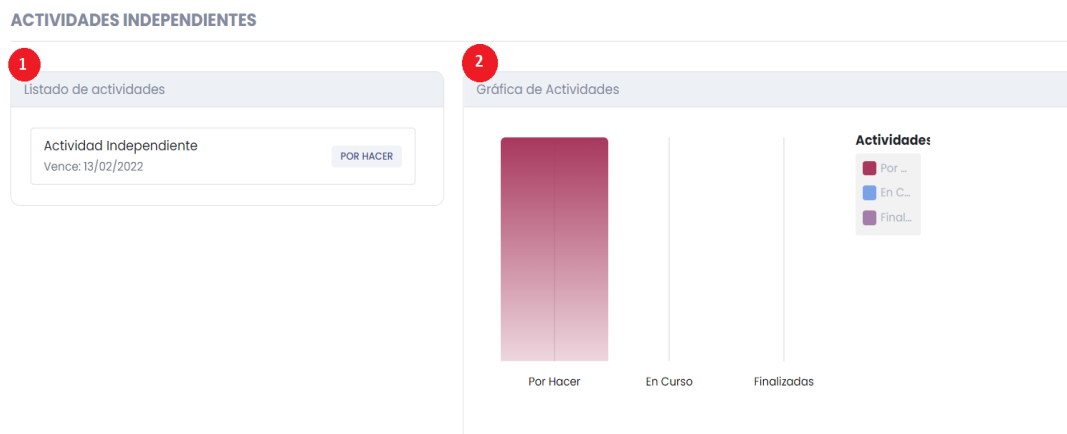 ACTIVIDADES INDEPENDIENTES
1
Listado de actividades
Actividad Independiente
Vence: 13/02/2022
POR HACER
2
Gráfica de Actividades
Por Hacer
En Curso
Finalizadas
Actividades
Por ...
En C...
Final...